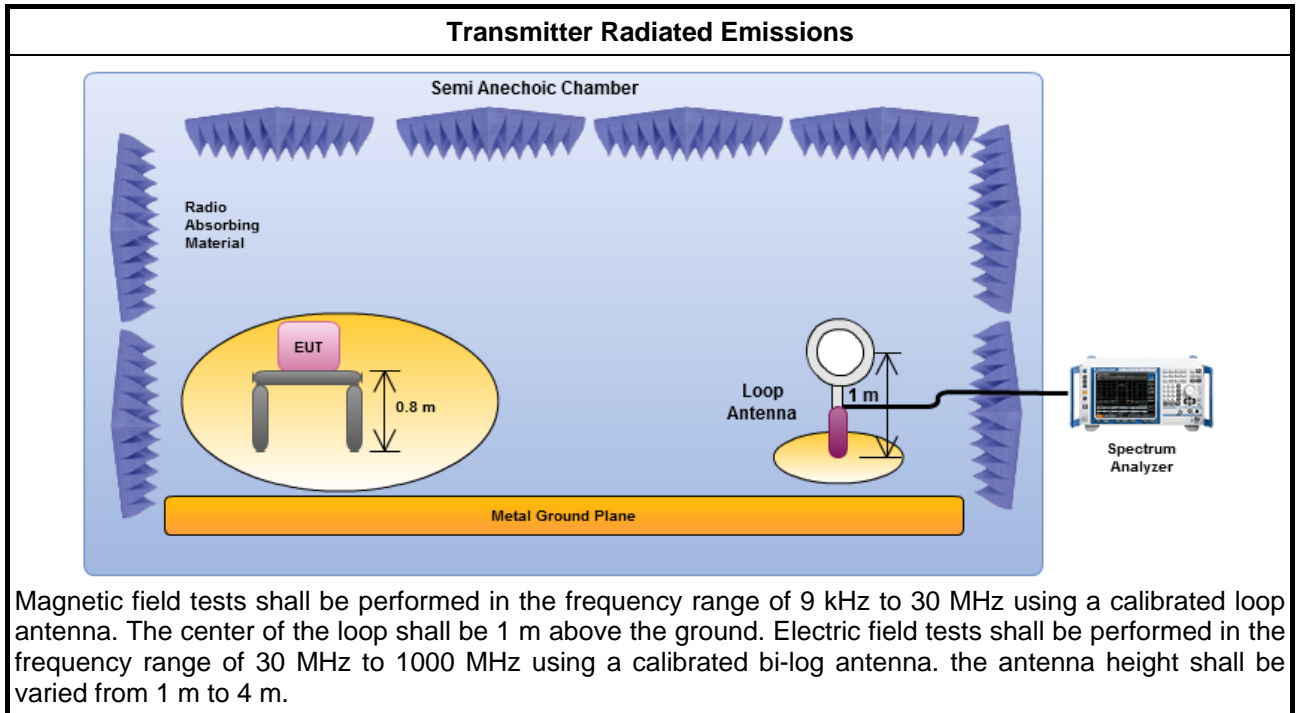 Transmitter Radiated Emissions
Semi Anechoic Chamber
Radio
Absorbing
Material
EUT
0.8 m
Loop
Antenna
1 m
Spectrum
Analyzer
Metal Ground Plane
Magnetic field tests shall be performed in the frequency range of 9 kHz to 30 MHz using a calibrated loop
antenna. The center of the loop shall be 1 m above the ground. Electric field tests shall be performed in the
frequency range of 30 MHz to 1000 MHz using a calibrated bi-log antenna. the antenna height shall be
varied from 1 m to 4 m.